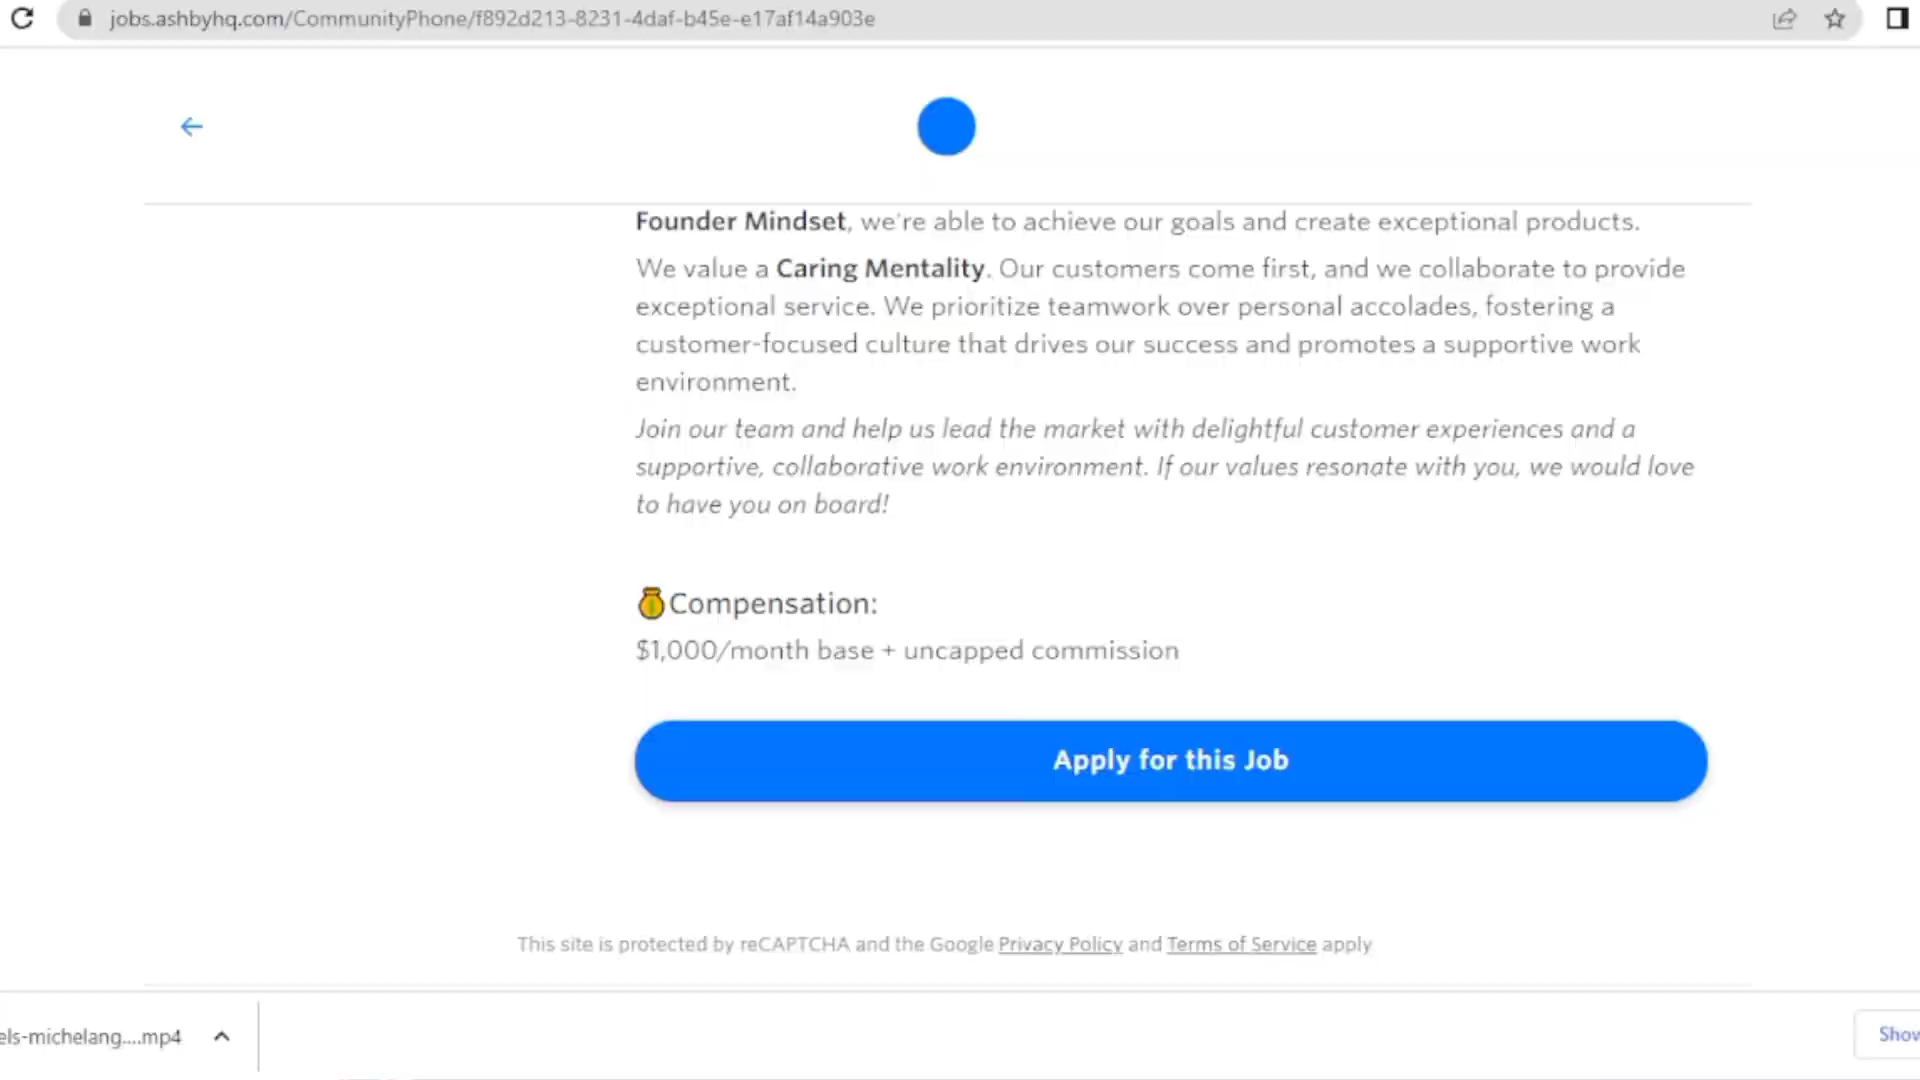 jobs.ashbyhq.com/CommunityPhone/f892d213-8231-4daf-b45e-e17af14a903e
Founder Mindset, we're able to achieve our goals and create exceptional products.
We value a Caring Mentality. Our customers come first, and we collaborate to provide
exceptional service. We prioritize teamwork over personal accolades, fostering a
customer-focused culture that drives our success and promotes a supportive work
environment.
Join our team and help us lead the market with delightful customer experiences and a
supportive, collaborative work environment. If our values resonate with you, we would love
to have you on board!
Compensation:
$1,000/month base + uncapped commission
Apply for this Job
This site is protected by reCAPTCHA and the Google Privacy Policy and Terms of Service apply
els-michelang....mp4
Show